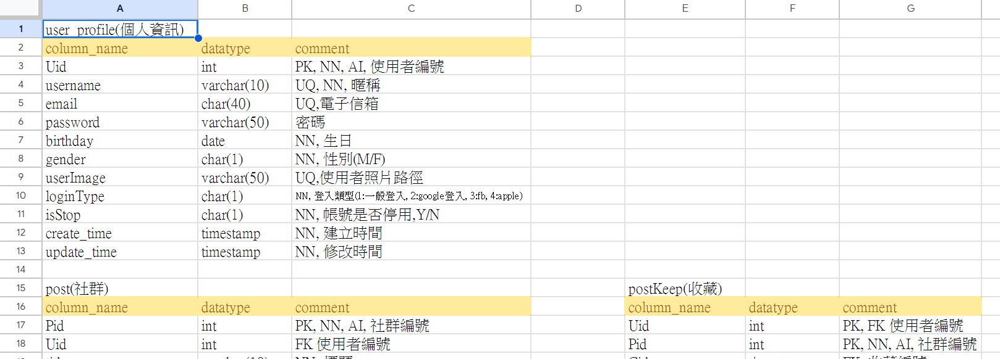 A B C D E F G
1 user_profile(個人資訊)
2 column_name datatype comment
3 Uid int PK, NN, AI, 使用者編號
4 username varchar(10) UQ, NN, 暱稱
5 email char(40) UQ,電子信箱
6 password varchar(50) 密碼
7 birthday date NN, 生日
8 gender char(1) NN, 性別(M/F)
9 userImage varchar(50) UQ,使用者照片路徑
10 loginType char(1) NN, 登入類型(1:一般登入, 2:google登入, 3:fb, 4:apple)
11 isStop char(1) NN, 帳號是否停用,Y/N
12 create_time timestamp NN, 建立時間
13 update_time timestamp NN, 修改時間
14
15 post(社群) postKeep(收藏)
16 column_name datatype comment column_name datatype comment
17 Pid int PK, NN, AI, 社群編號 Uid int PK, FK 使用者編號
18 Uid int FK 使用者編號 Pid int PK, NN, AI, 社群編號